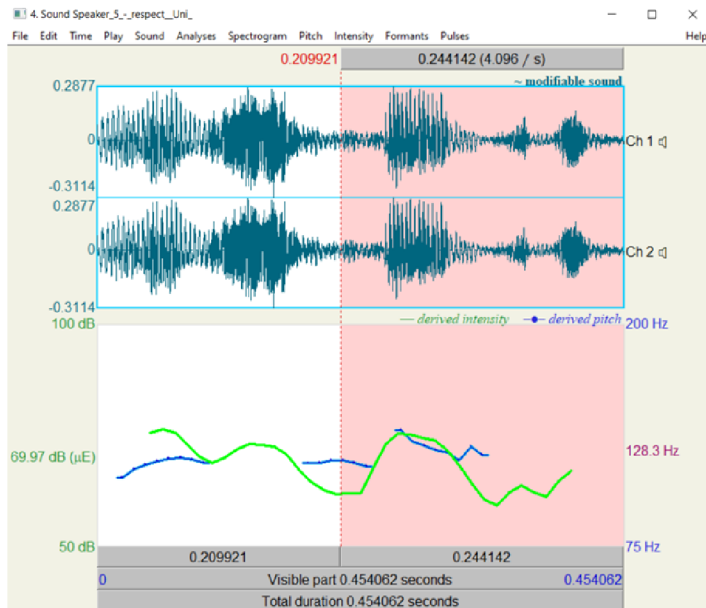 4. Sound Speaker_5_-_respect__Uni_
File Edit Time Play Sound Analyses Spectrogram Pitch Intensity Formants Pulses Help
0.209921 0.244142 (4.096 / s)
~ modifiable sound
0.2877
0 Ch 1
-0.3114
0.2877
0 Ch 2
-0.3114
derived intensity derived pitch
100 dB 200 Hz
69.97 dB (µE) 128.3 Hz
50 dB 75 Hz
0.209921 0.244142
0 Visible part 0.454062 seconds 0.454062
Total duration 0.454062 seconds